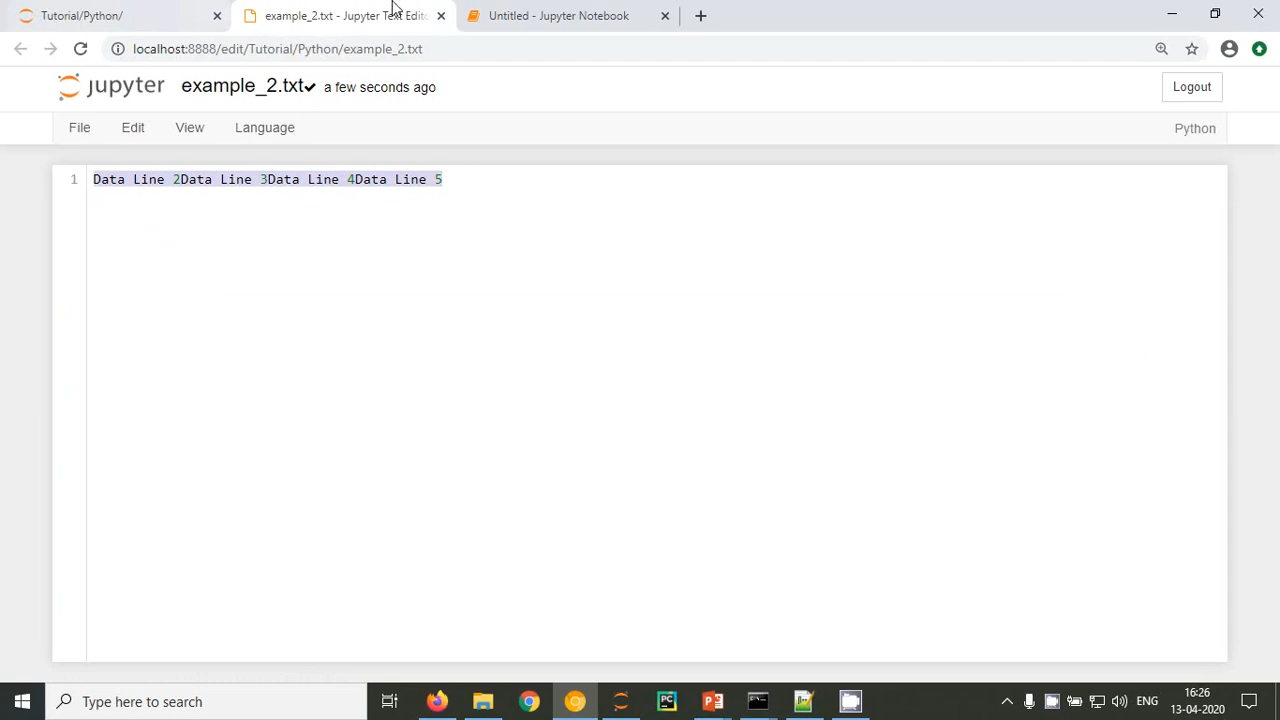 Tutorial/Python/
example_2.txt - Jupyter Text Edito
Untitled - Jupyter Notebook
localhost:8888/edit/Tutorial/Python/example_2.txt
jupyter example_2.txt✔ a few seconds ago
Logout
File Edit View Language
Python
1 Data Line 2Data Line 3Data Line 4Data Line 5
Type here to search
ENG
16:26
13-04-2020